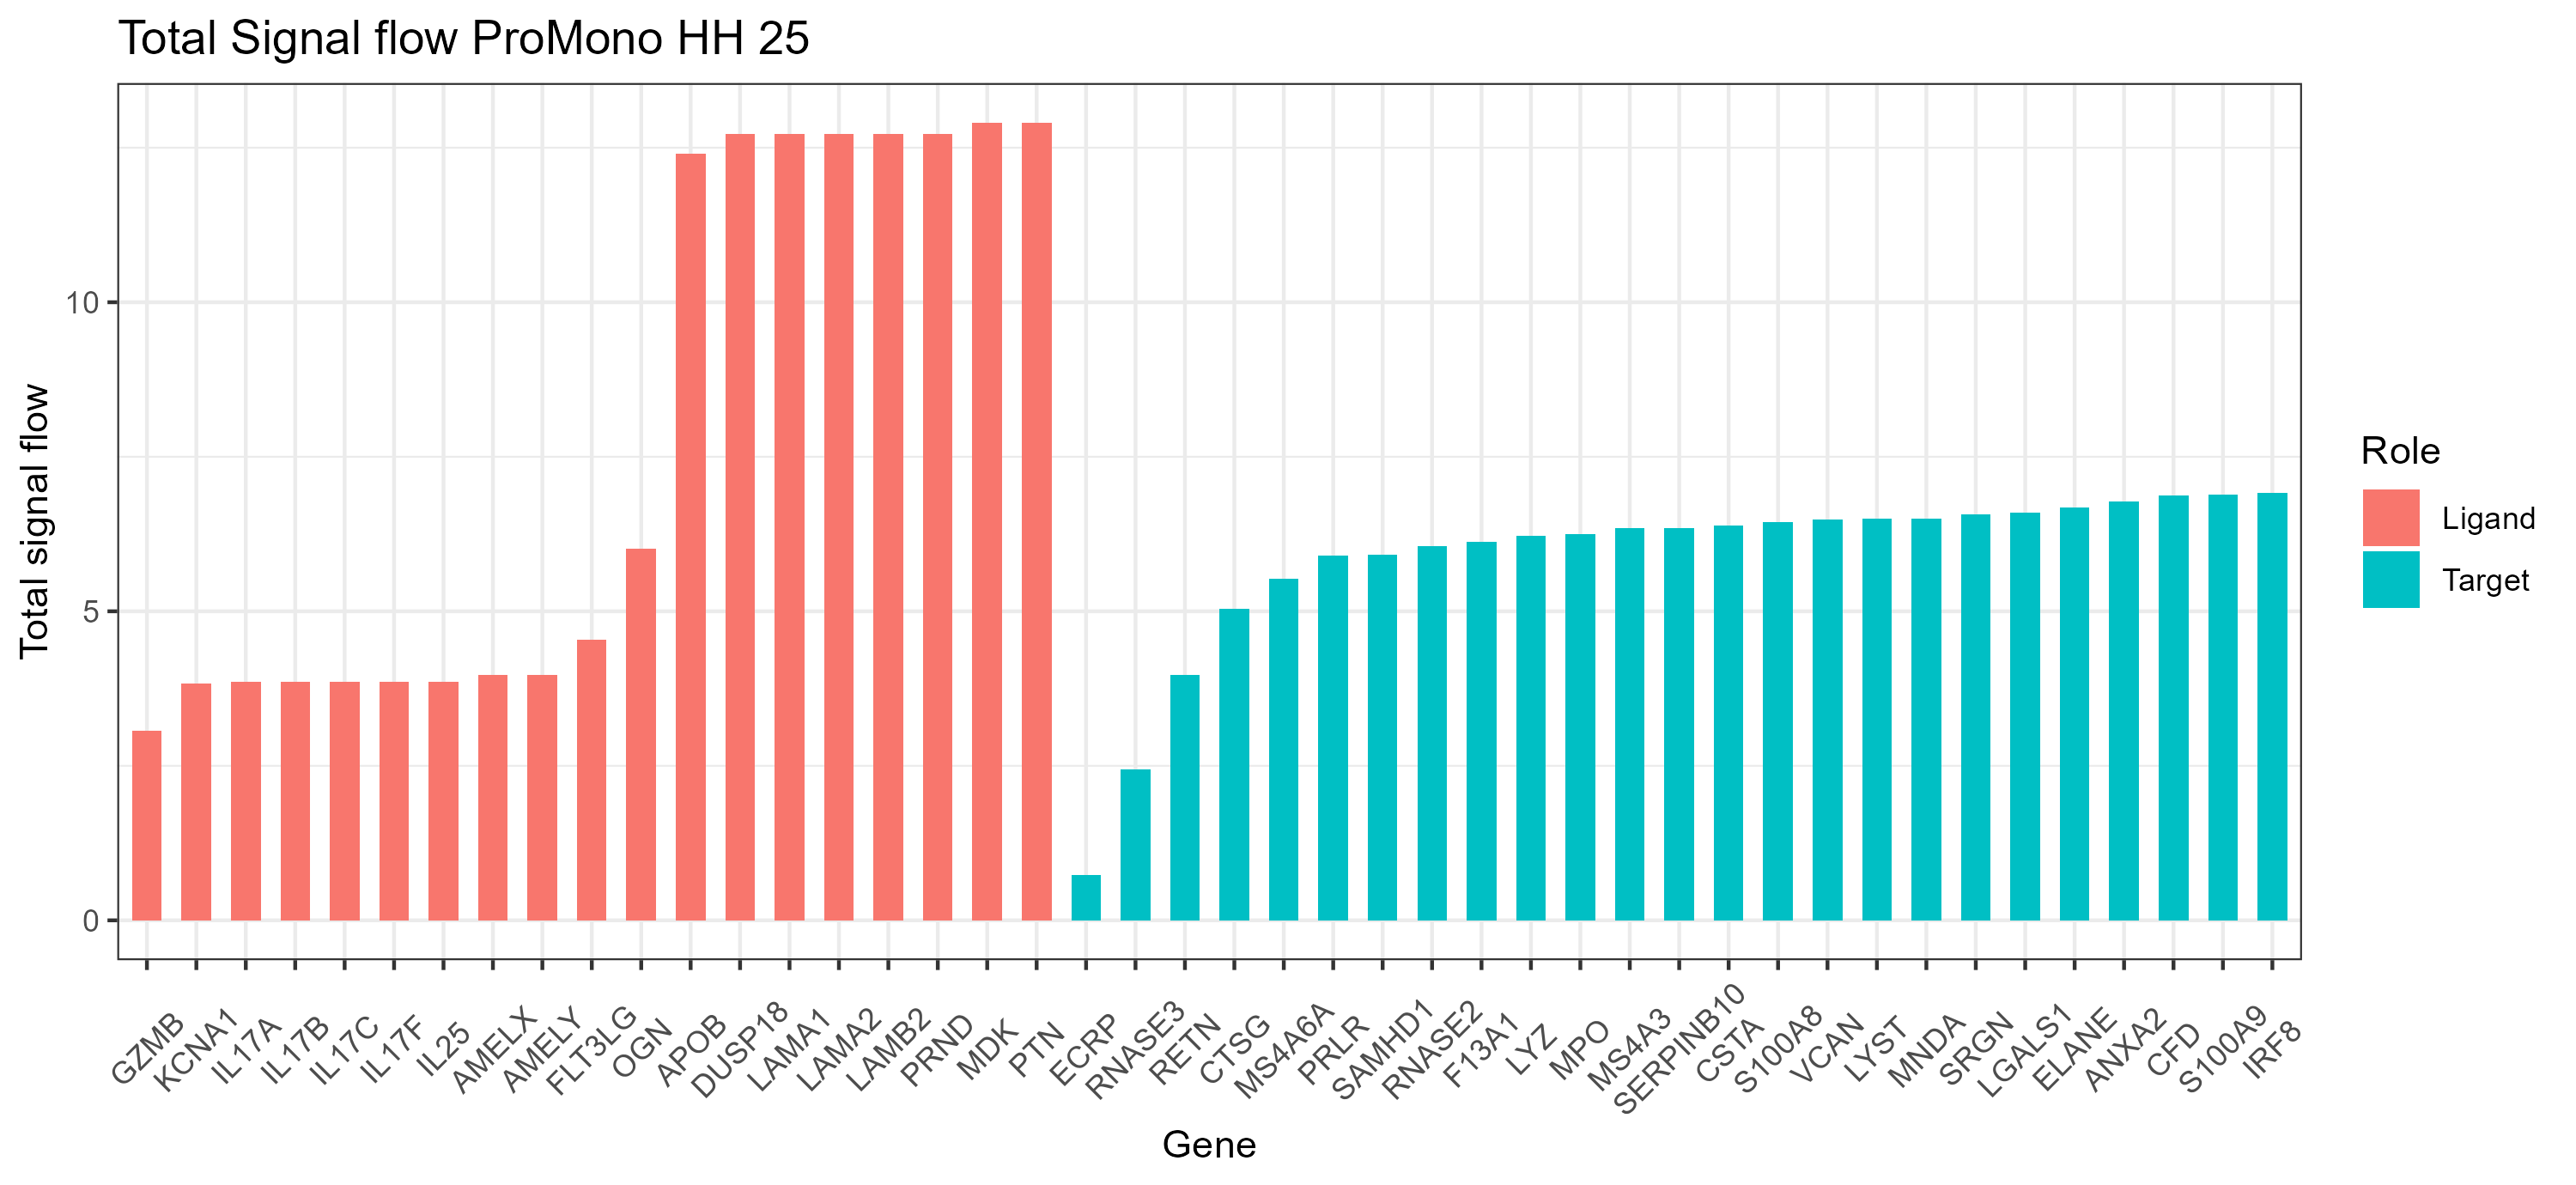 Total Signal flow ProMono HH 25
Total signal flow
10
5
0
GZMB
KCNA1
IL17A
IL17B
IL17C
IL17F
IL25
AMELX
AMELY
FLT3LG
OGN
APOB
DUSP18
LAMA1
LAMA2
LAMB2
PRND
MDK
PTN
ECRP
RNASE3
RETN
CTSG
MS4A6A
PRLR
SAMHD1
RNASE2
F13A1
LYZ
MPO
MS4A3
SERPINB10
CSTA
S100A8
VCAN
LYST
MNDA
SRGN
LGALS1
ELANE
ANXA2
CFD
S100A9
IRF8
Gene
Role
Ligand
Target